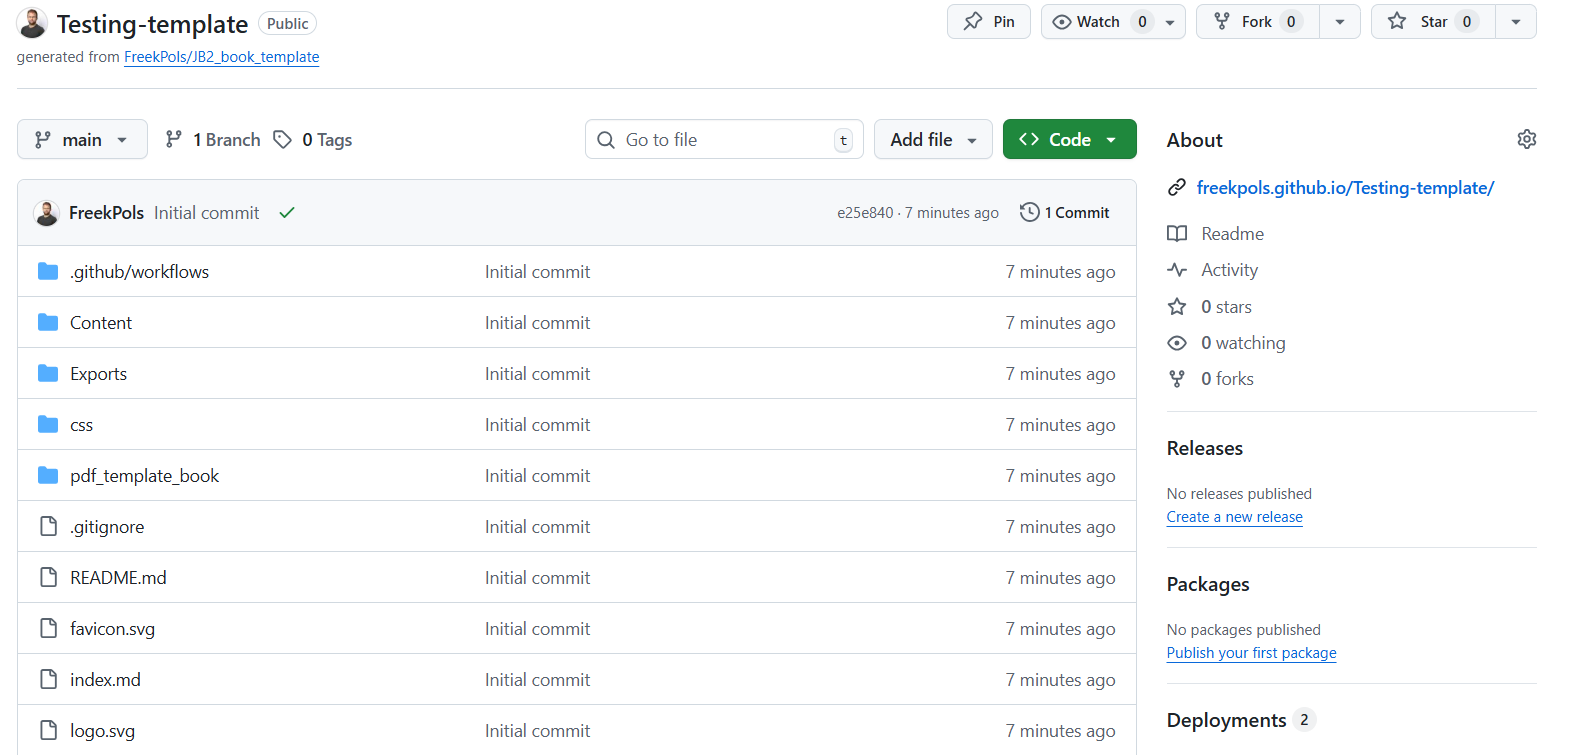 Testing-template Public Pin Watch 0 Fork 0 Star 0
generated from FreekPols/JB2_book_template
main 1 Branch 0 Tags Go to file t Add file Code
FreekPols Initial commit e25e840 · 7 minutes ago 1 Commit
.github/workflows Initial commit 7 minutes ago
Content Initial commit 7 minutes ago
Exports Initial commit 7 minutes ago
css Initial commit 7 minutes ago
pdf_template_book Initial commit 7 minutes ago
.gitignore Initial commit 7 minutes ago
README.md Initial commit 7 minutes ago
favicon.svg Initial commit 7 minutes ago
index.md Initial commit 7 minutes ago
logo.svg Initial commit 7 minutes ago
About
freekpols.github.io/Testing-template/
Readme
Activity
0 stars
0 watching
0 forks
Releases
No releases published
Create a new release
Packages
No packages published
Publish your first package
Deployments 2